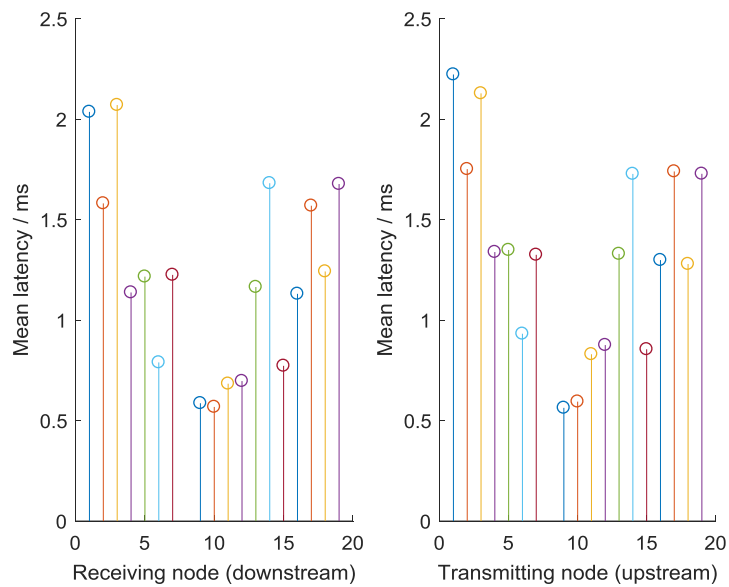 2.5
2
1.5
1
0.5
0
Mean latency / ms
0 5 10 15 20
Receiving node (downstream)
2.5
2
1.5
1
0.5
0
Mean latency / ms
0 5 10 15 20
Transmitting node (upstream)